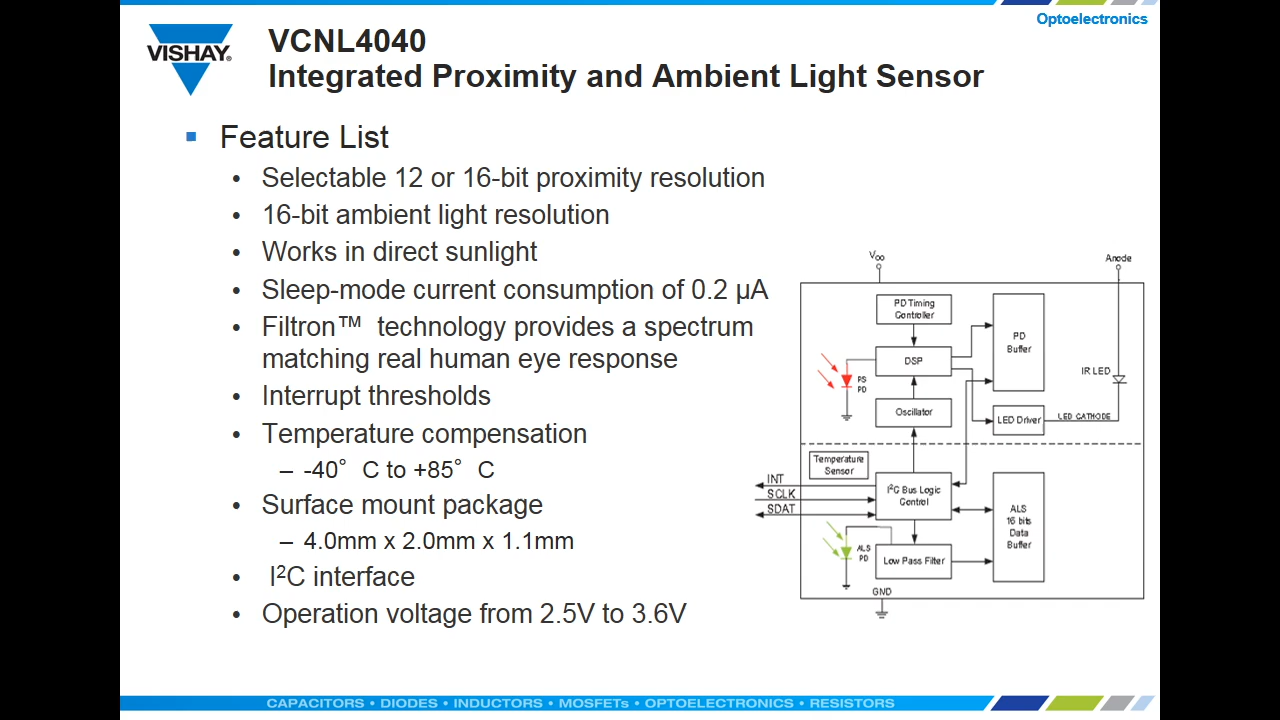 Optoelectronics
VISHAY®
VCNL4040
Integrated Proximity and Ambient Light Sensor
▪ Feature List
• Selectable 12 or 16-bit proximity resolution
• 16-bit ambient light resolution
• Works in direct sunlight
• Sleep-mode current consumption of 0.2 µA
• Filtron™ technology provides a spectrum
matching real human eye response
• Interrupt thresholds
• Temperature compensation
– -40° C to +85° C
• Surface mount package
– 4.0mm x 2.0mm x 1.1mm
• I²C interface
• Operation voltage from 2.5V to 3.6V
Anode
PD Timing
Controller
PD
Buffer
DSP
PS
PD
IR LED
Oscillator
LED Driver
LED CATHODE
Temperature
Sensor
INT
SCLK
SDAT
I²C Bus Logic
Control
ALS
16 bits
Data
Buffer
ALS
PD
Low Pass Filter
GND
CAPACITORS • DIODES • INDUCTORS • MOSFETs • OPTOELECTRONICS • RESISTORS